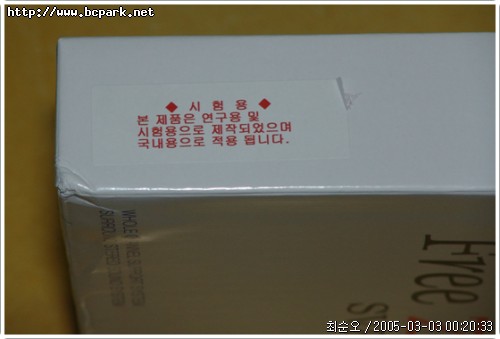 http://www.bcpark.net
◆ 시 험 용 ◆
본 제품은 연구용 및
시험용으로 제작되었으며
국내용으로 적용 됩니다.
Free
최순오 / 2005-03-03 00:20:33